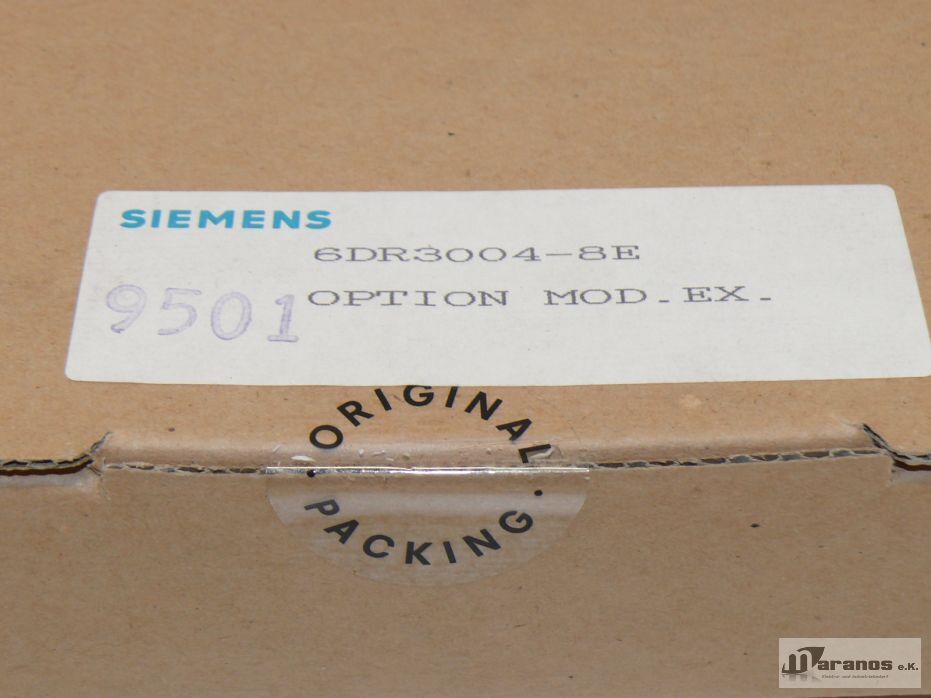 SIEMENS
6DR3004-8E
9501
OPTION MOD.EX.
ORIGINAL
PACKING
Maranos e.K.